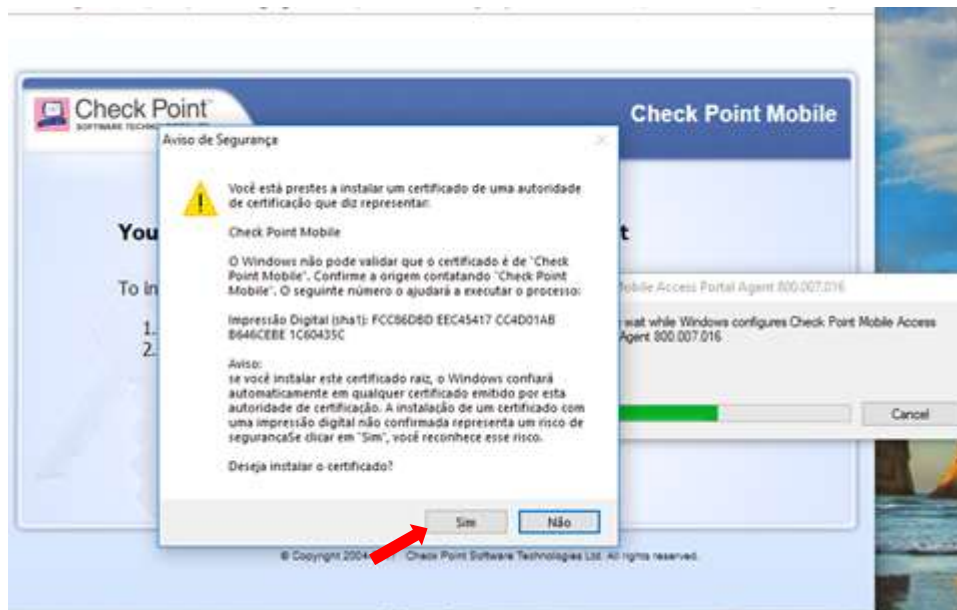 Check Point
SOFTWARE
Check Point Mobile
Aviso de Segurança
Você está prestes a instalar um certificado de uma autoridade
de certificação que diz representar:
You
t
Check Point Mobile
O Windows não pode validar que o certificado é de "Check
Point Mobile". Confirme a origem contatando "Check Point
Mobile". O seguinte número o ajudará a executar o processo:
To in
Mobile Access Portal Agent 800.007.016
Impressão Digital (sha1): FCC86DBD EEC45417 CC4D01AB
B646CEBE 1C60435C
1.
2.
wait while Windows configures Check Point Mobile Access
Agent 800.007.016
Aviso:
se você instalar este certificado raiz, o Windows confiará
automaticamente em qualquer certificado emitido por esta
autoridade de certificação. A instalação de um certificado com
uma impressão digital não confirmada representa um risco de
segurançaSe clicar em "Sim", você reconhece esse risco.
Cancel
Deseja instalar o certificado?
Sim
Não
© Copyright 2004 Check Point Software Technologies Ltd. All rights reserved.